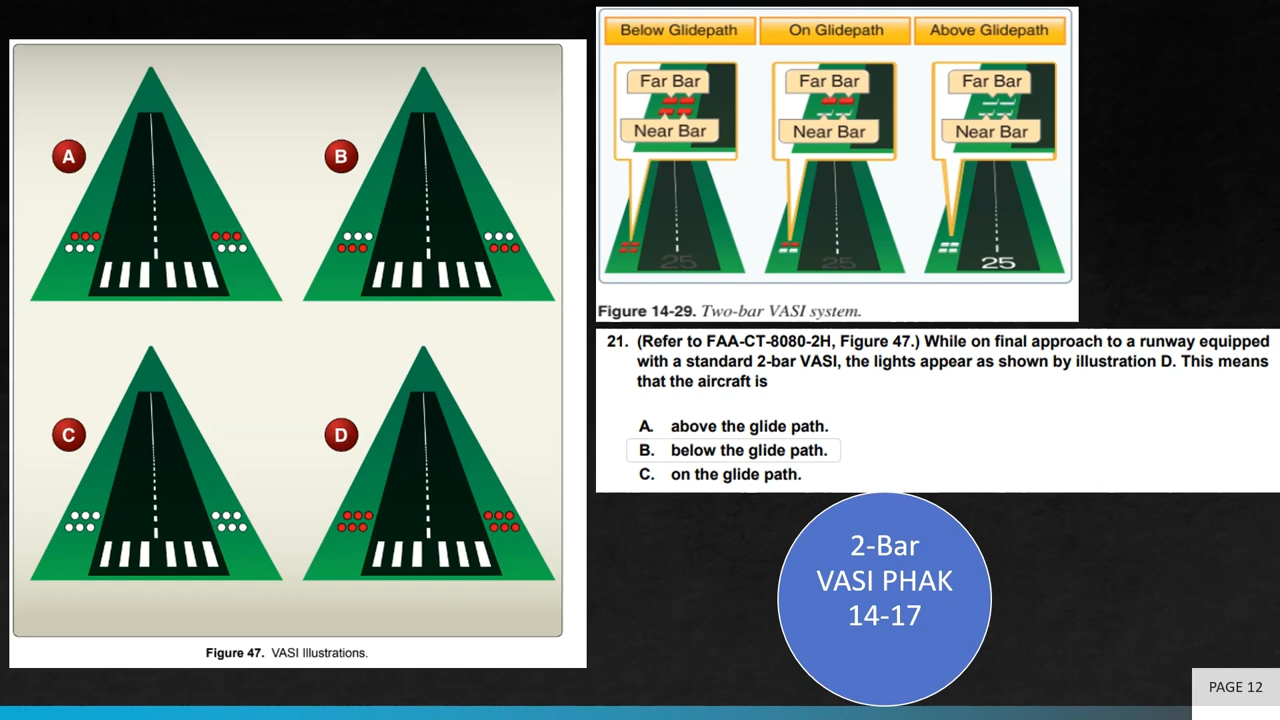 A
B
C
D
Figure 47. VASI Illustrations.
Below Glidepath
On Glidepath
Above Glidepath
Far Bar
Near Bar
Far Bar
Near Bar
Far Bar
Near Bar
25
25
25
Figure 14-29. Two-bar VASI system.
21. (Refer to FAA-CT-8080-2H, Figure 47.) While on final approach to a runway equipped
with a standard 2-bar VASI, the lights appear as shown by illustration D. This means
that the aircraft is
A. above the glide path.
B. below the glide path.
C. on the glide path.
2-Bar
VASI PHAK
14-17
PAGE 12